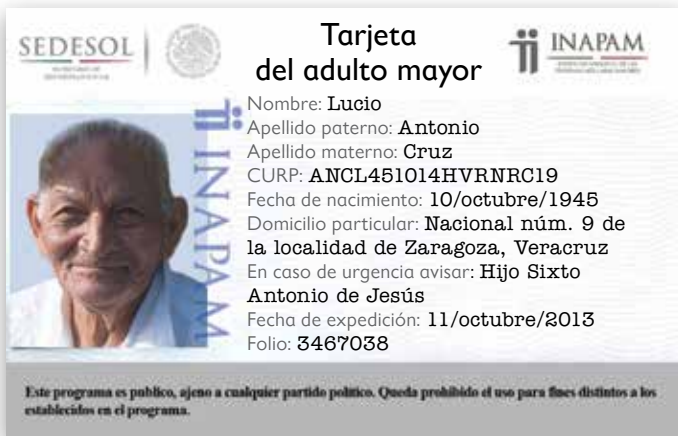 SEDESOL
Tarjeta
del adulto mayor
INAPAM
Nombre: Lucio
Apellido paterno: Antonio
Apellido materno: Cruz
CURP: ANCL451014HVRNRC19
Fecha de nacimiento: 10/octubre/1945
Domicilio particular: Nacional núm. 9 de
la localidad de Zaragoza, Veracruz
En caso de urgencia avisar: Hijo Sixto
Antonio de Jesús
Fecha de expedición: 11/octubre/2013
Folio: 3467038
INAPAM
Este programa es publico, ajeno a cualquier partido politico. Queda prohibido el uso para fines distintos a los
establecidos en el programa.